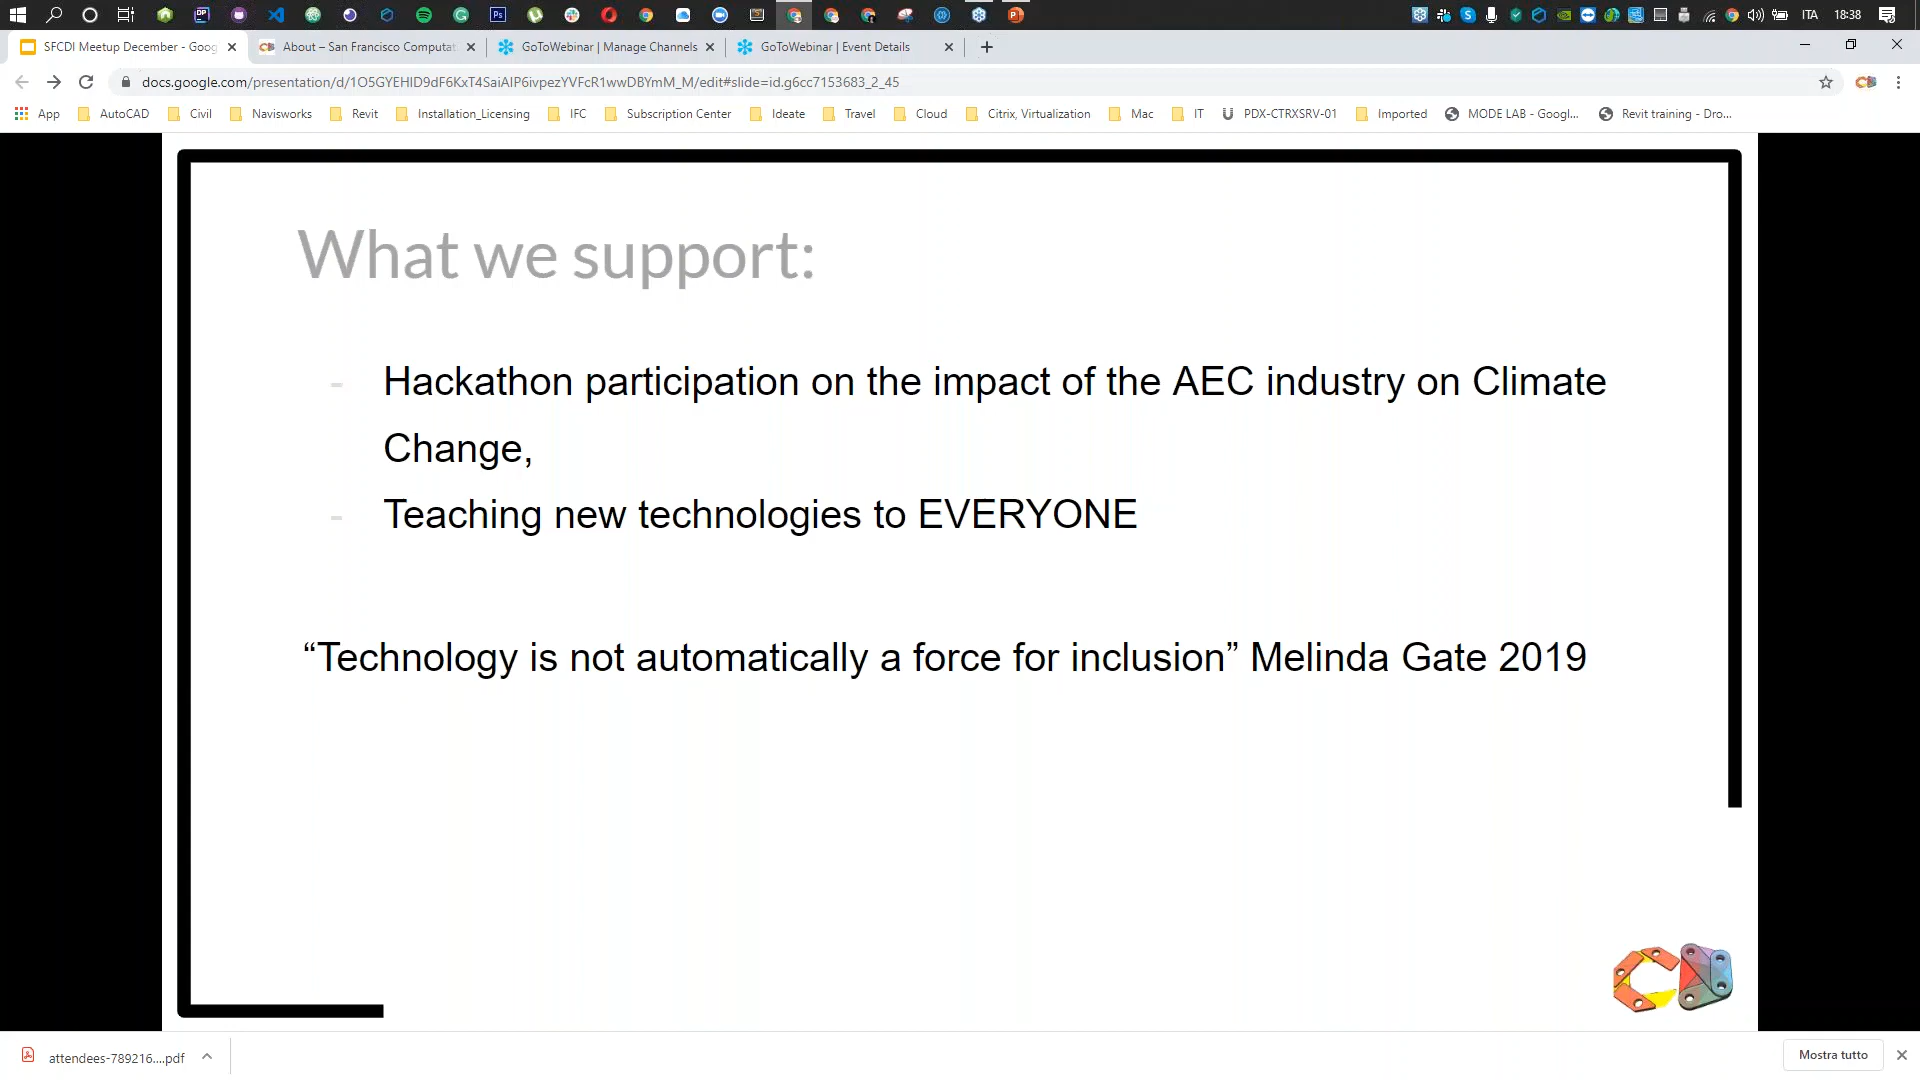 ITA 18:38
SFCDI Meetup December - Goog
About – San Francisco Computat
GoToWebinar | Manage Channels
GoToWebinar | Event Details
docs.google.com/presentation/d/1O5GYEHlD9dF6KxT4SaiAIP6ivpezYVFcR1wwDBYmM_M/edit#slide=id.g6cc7153683_2_45
App AutoCAD Civil Navisworks Revit Installation_Licensing IFC Subscription Center Ideate Travel Cloud Citrix, Virtualization Mac IT PDX-CTRXSRV-01 Imported MODE LAB - Googl... Revit training - Dro...
What we support:
- Hackathon participation on the impact of the AEC industry on Climate
Change,
- Teaching new technologies to EVERYONE
“Technology is not automatically a force for inclusion” Melinda Gate 2019
attendees-789216....pdf
Mostra tutto